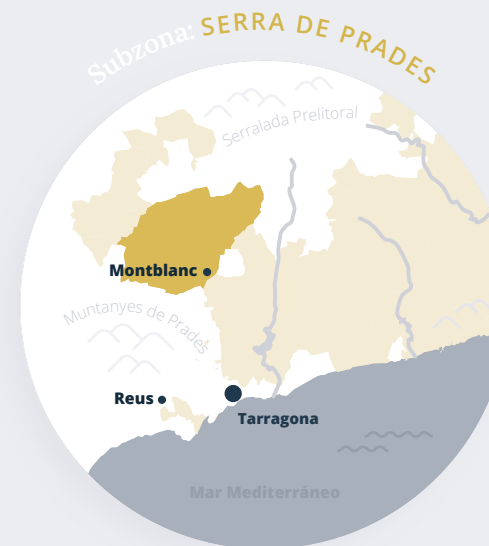 Subzona: SERRA DE PRADES
Serralada Prelitoral
Montblanc
Muntanyes de Prades
Reus
Tarragona
Mar Mediterráneo